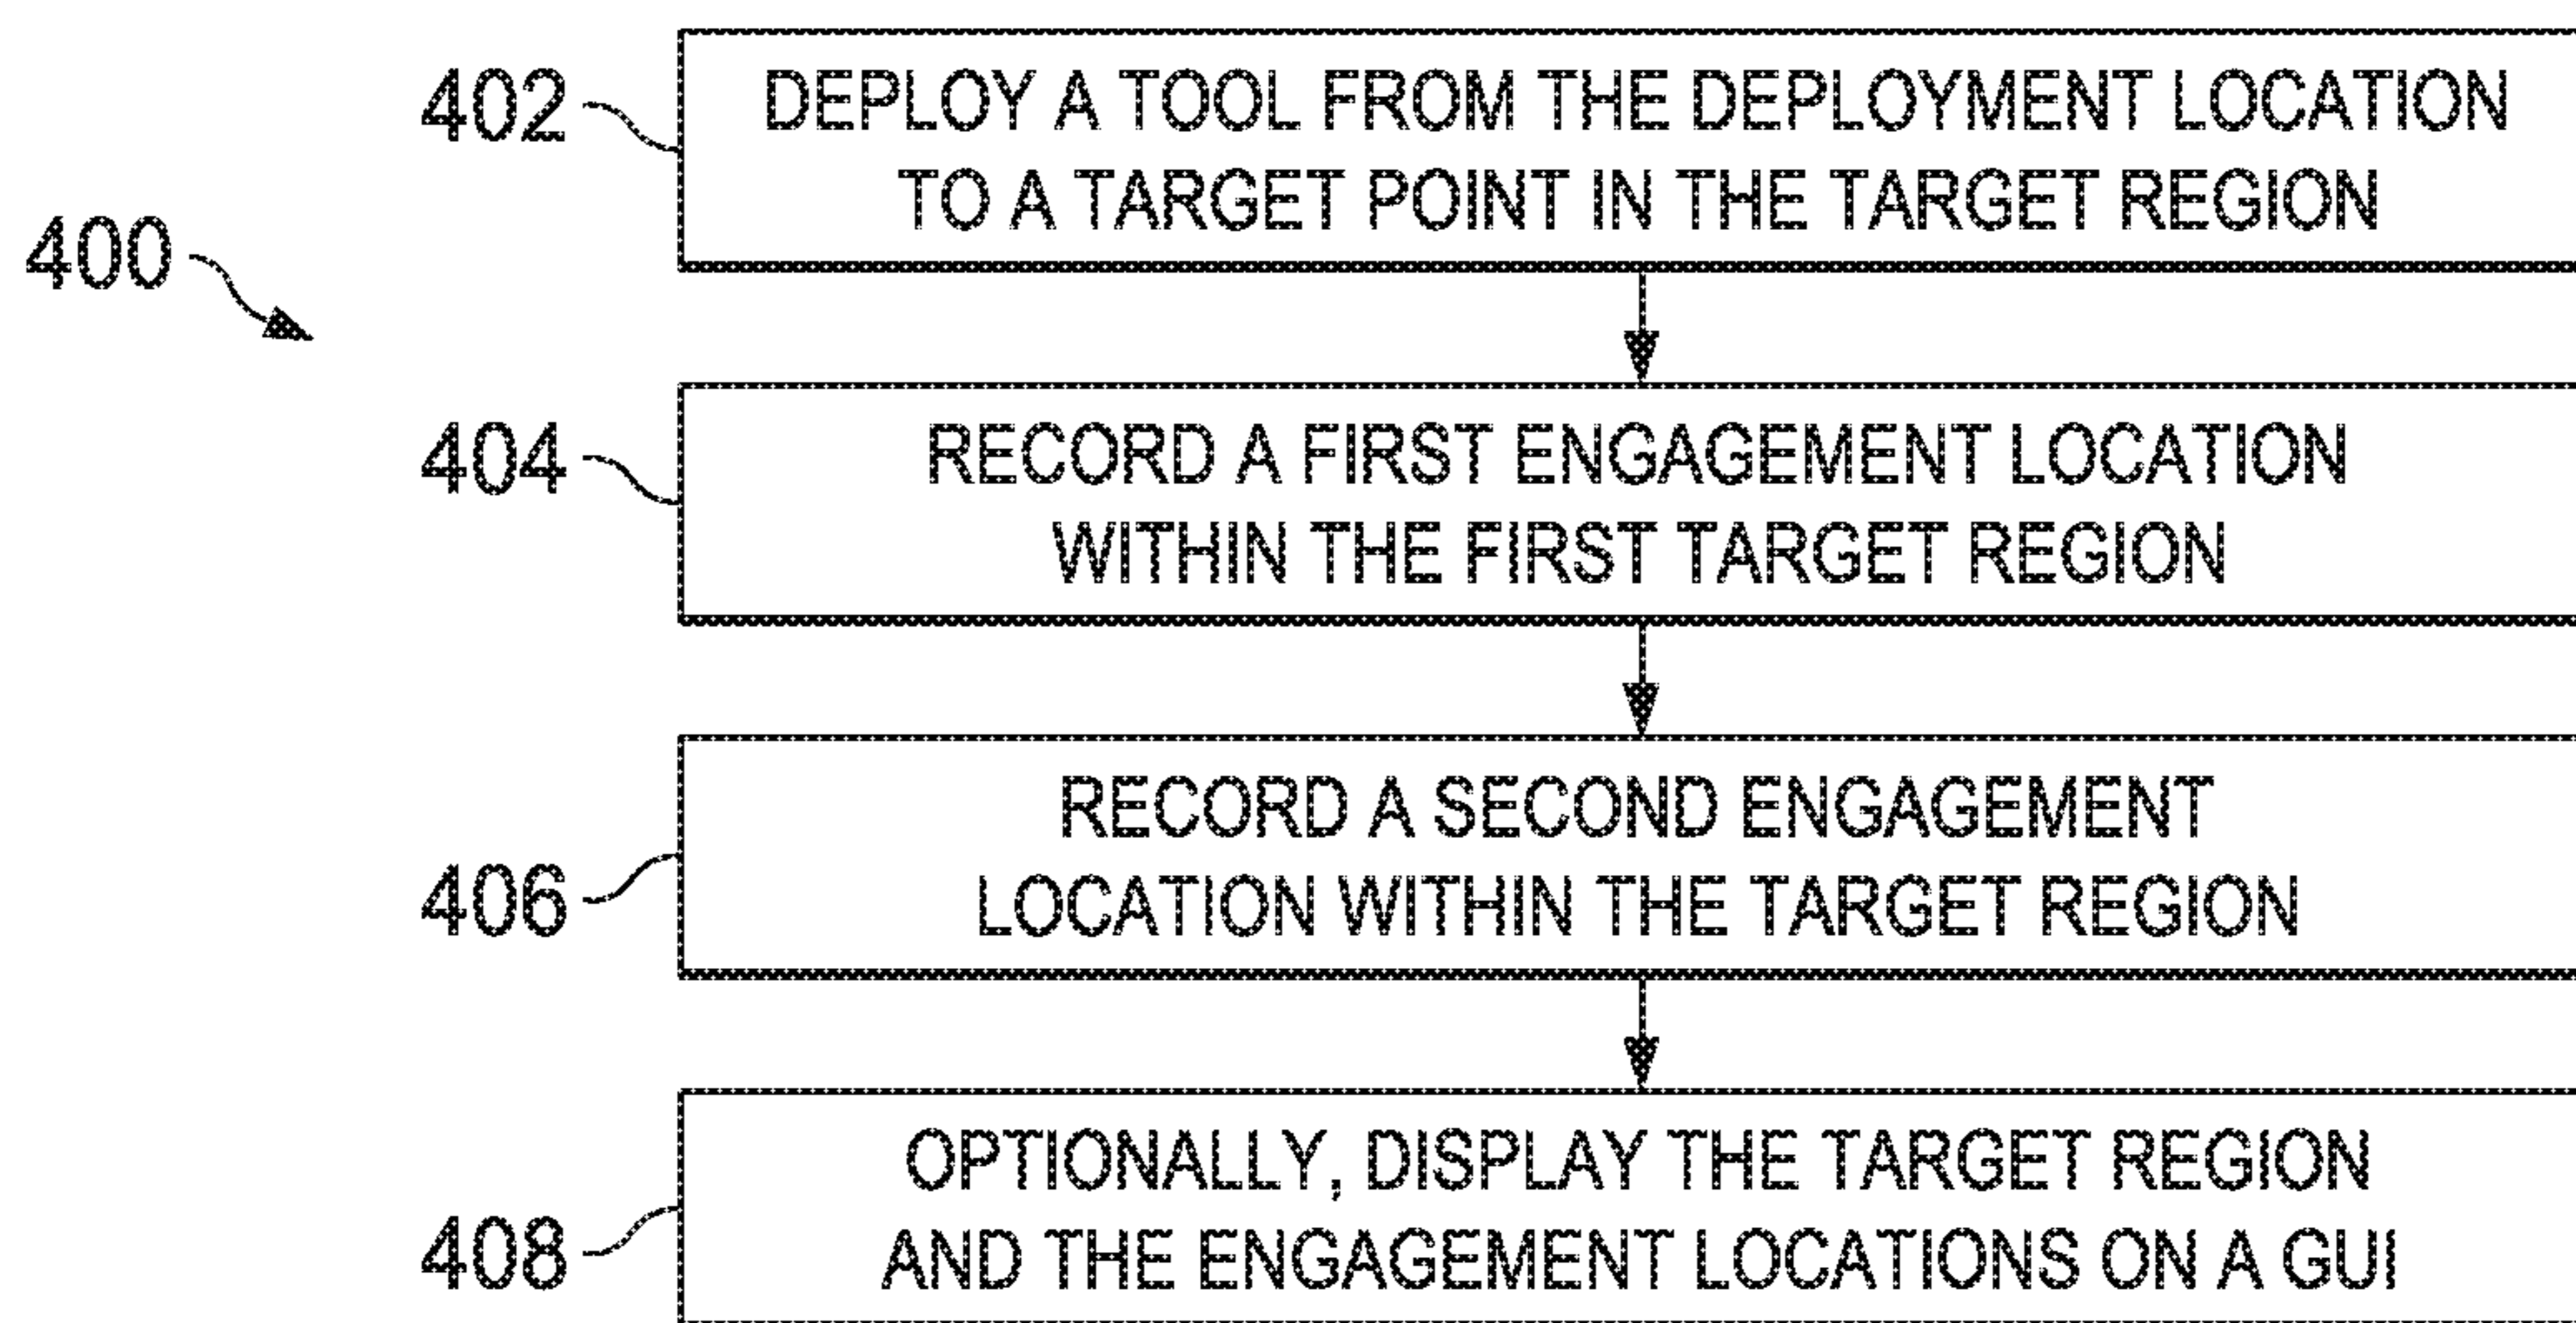 402
DEPLOY A TOOL FROM THE DEPLOYMENT LOCATION
TO A TARGET POINT IN THE TARGET REGION
400
404
RECORD A FIRST ENGAGEMENT LOCATION
WITHIN THE FIRST TARGET REGION
406
RECORD A SECOND ENGAGEMENT
LOCATION WITHIN THE TARGET REGION
408
OPTIONALLY, DISPLAY THE TARGET REGION
AND THE ENGAGEMENT LOCATIONS ON A GUI